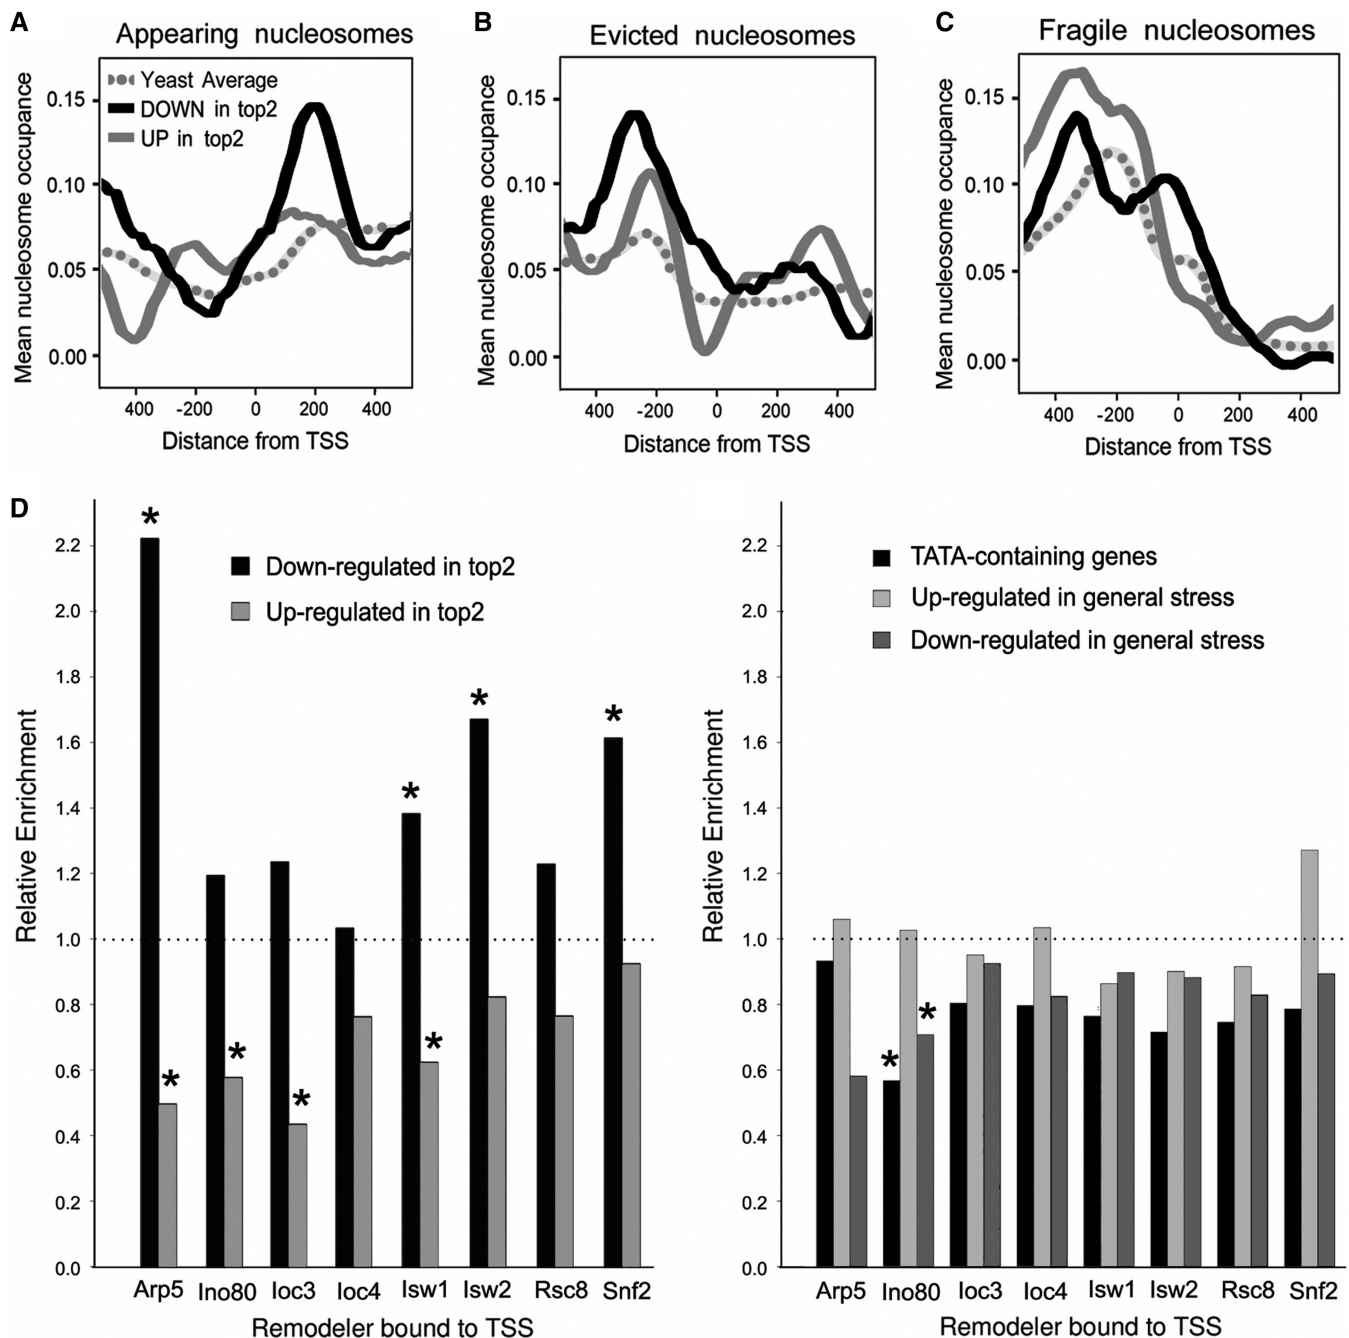 A
Appearing nucleosomes
Mean nucleosome occupance
0.15
0.10
0.05
0.00
Yeast Average
DOWN in top2
UP in top2
400 -200 0 200 400
Distance from TSS
B
Evicted nucleosomes
Mean nucleosome occupance
0.15
0.10
0.05
0.00
400 -200 0 200 400
Distance from TSS
C
Fragile nucleosomes
Mean nucleosome occupance
0.15
0.10
0.05
0.00
400 -200 0 200 400
Distance from TSS
D
Relative Enrichment
2.2
2.0
1.8
1.6
1.4
1.2
1.0
0.8
0.6
0.4
0.2
0.0
Down-regulated in top2
Up-regulated in top2
* * * * * * * *
Arp5 Ino80 Ioc3 Ioc4 Isw1 Isw2 Rsc8 Snf2
Remodeler bound to TSS
Relative Enrichment
2.2
2.0
1.8
1.6
1.4
1.2
1.0
0.8
0.6
0.4
0.2
0.0
TATA-containing genes
Up-regulated in general stress
Down-regulated in general stress
* *
Arp5 Ino80 Ioc3 Ioc4 Isw1 Isw2 Rsc8 Snf2
Remodeler bound to TSS